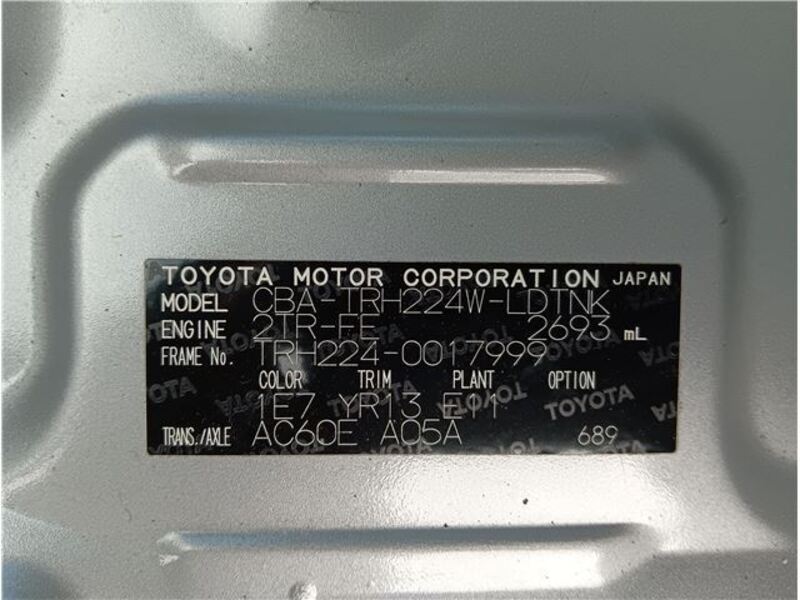 TOYOTA MOTOR CORPORATION JAPAN
MODEL CBA-TRH224W-LDTNK
ENGINE 2TR-FE 2693 mL
FRAME No. TRH224-0017999
COLOR TRIM PLANT OPTION
1E7 YR13 E11
TRANS./AXLE AC60E A05A 689
TOYOTA